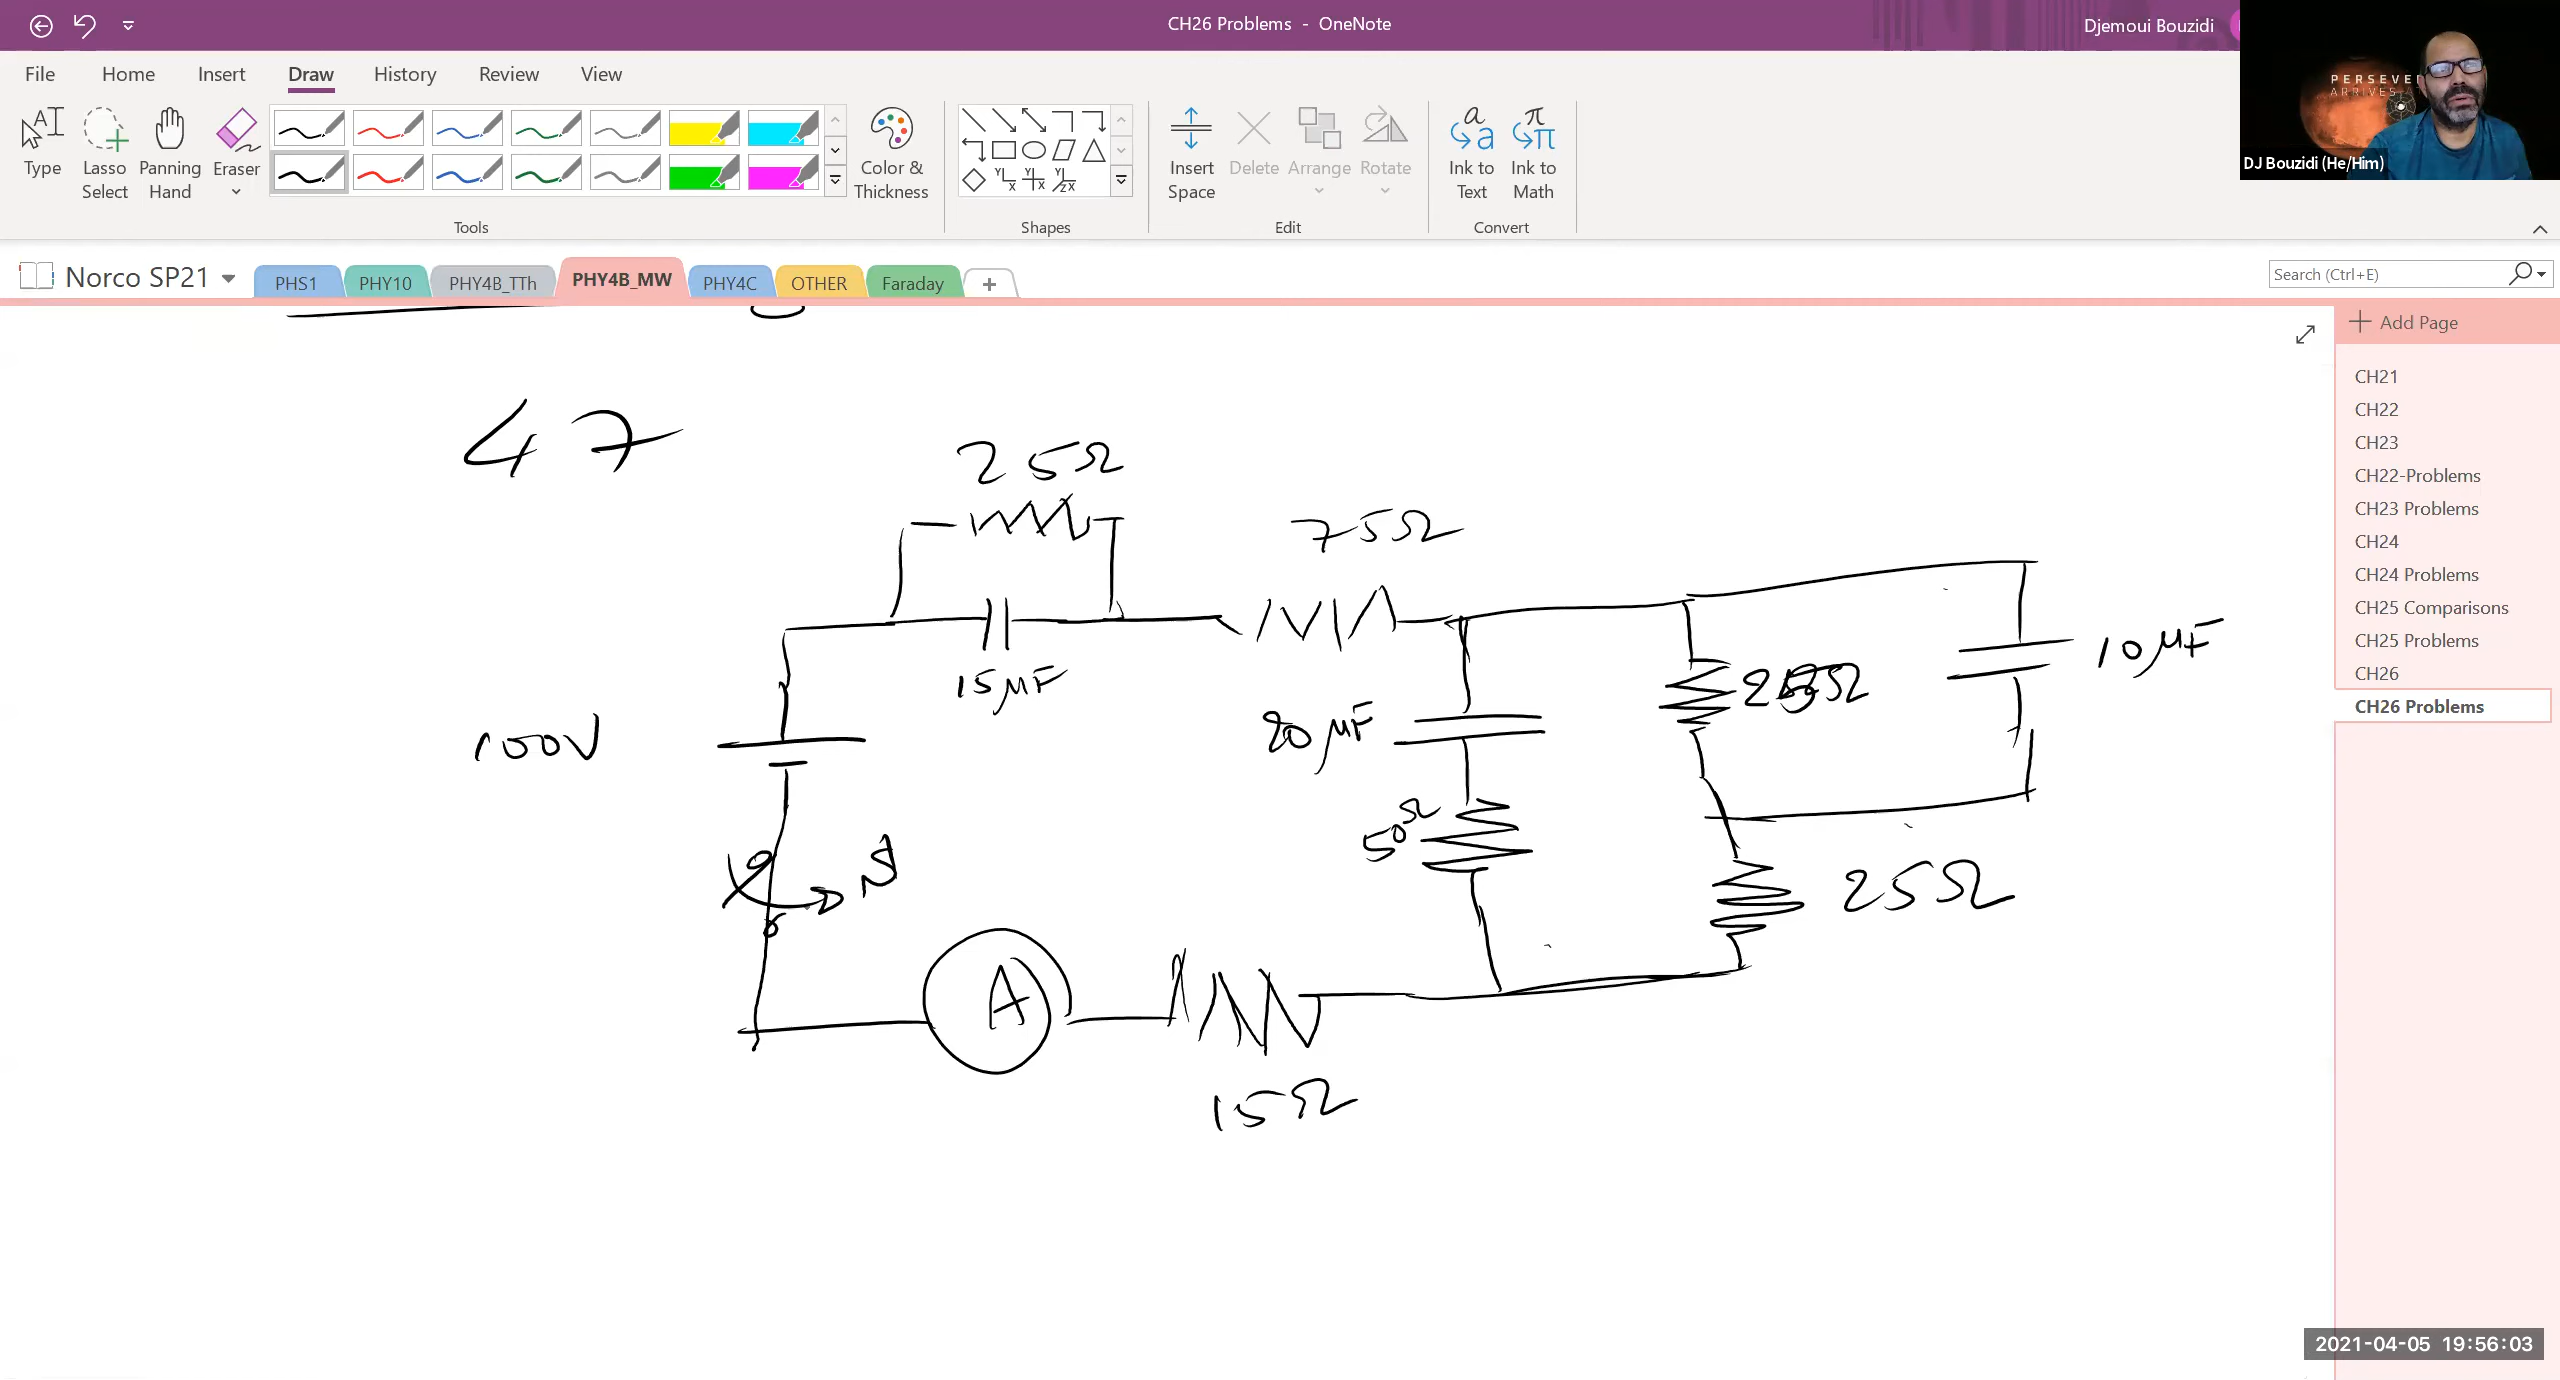 CH26 Problems - OneNote
Djemoui Bouzidi
PERSEVE
ARRIVES AT
DJ Bouzidi (He/Him)
File Home Insert Draw History Review View
Type
Lasso Select
Panning Hand
Eraser
Color & Thickness
Insert Space
Delete
Arrange
Rotate
Ink to Text
Ink to Math
Tools Shapes Edit Convert
Norco SP21 PHS1 PHY10 PHY4B_TTh PHY4B_MW PHY4C OTHER Faraday +
Search (Ctrl+E)
Add Page
CH21
CH22
CH23
CH22-Problems
CH23 Problems
CH24
CH24 Problems
CH25 Comparisons
CH25 Problems
CH26
CH26 Problems
47
25Ω
75Ω
15μF
10μF
100V
20μF
50Ω
S
25Ω
A
15Ω
2021-04-05 19:56:03